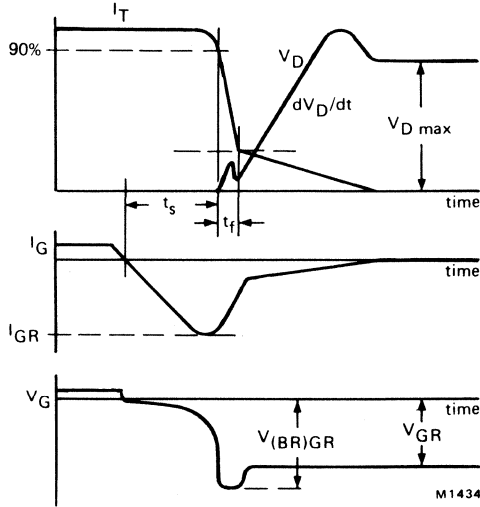 I_T
90%
V_D
dV_D/dt
V_D max
t_s
t_f
time
I_G
time
I_GR
V_G
time
V_(BR)GR
V_GR
M1434